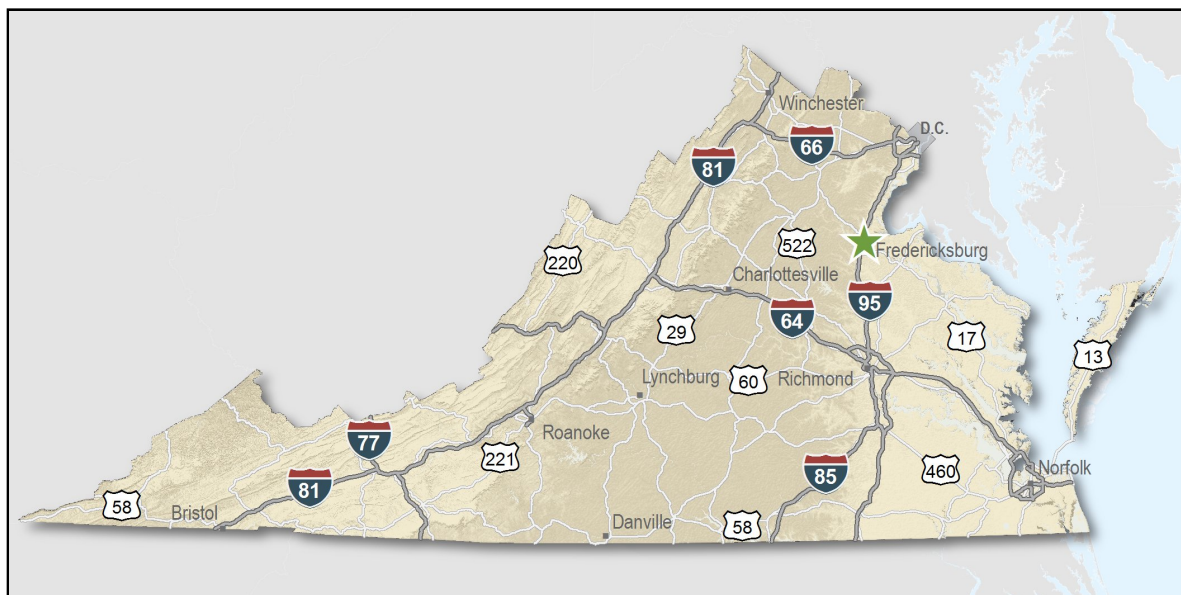 Winchester
D.C.
66
81
522
220
Fredericksburg
Charlottesville
95
64
29
17
13
Lynchburg
60
Richmond
77
Roanoke
221
85
460
Norfolk
81
58
Bristol
Danville
58